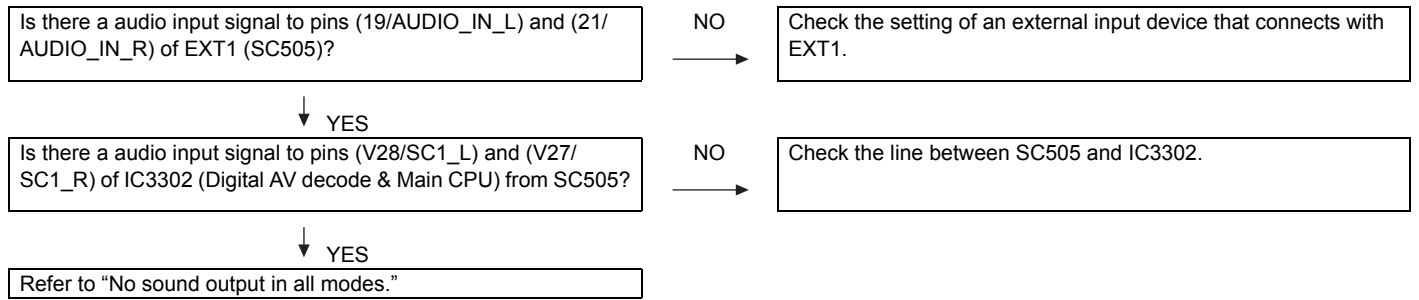 Is there a audio input signal to pins (19/AUDIO_IN_L) and (21/
AUDIO_IN_R) of EXT1 (SC505)?
NO
Check the setting of an external input device that connects with
EXT1.
YES
Is there a audio input signal to pins (V28/SC1_L) and (V27/
SC1_R) of IC3302 (Digital AV decode & Main CPU) from SC505?
NO
Check the line between SC505 and IC3302.
YES
Refer to “No sound output in all modes.”